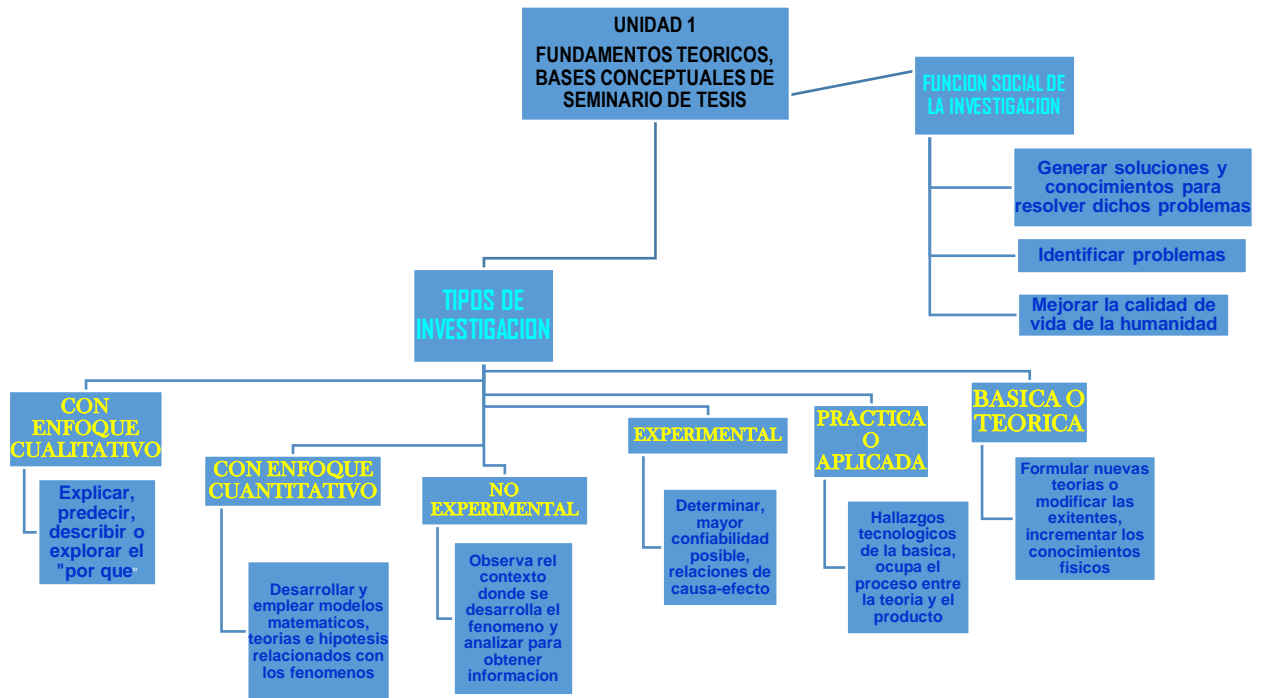 UNIDAD 1
FUNDAMENTOS TEORICOS,
BASES CONCEPTUALES DE
SEMINARIO DE TESIS
FUNCION SOCIAL DE
LA INVESTIGACION
Generar soluciones y
conocimientos para
resolver dichos problemas
Identificar problemas
Mejorar la calidad de
vida de la humanidad
TIPOS DE
INVESTIGACION
CON
ENFOQUE
CUALITATIVO
Explicar,
predecir,
describir o
explorar el
"por que"
CON ENFOQUE
CUANTITATIVO
Desarrollar y
emplear modelos
matematicos,
teorias e hipotesis
relacionados con
los fenomenos
NO
EXPERIMENTAL
Observa rel
contexto
donde se
desarrolla el
fenomeno y
analizar para
obtener
informacion
EXPERIMENTAL
Determinar,
mayor
confiabilidad
posible,
relaciones de
causa-efecto
PRACTICA
O
APLICADA
Hallazgos
tecnologicos
de la basica,
ocupa el
proceso entre
la teoria y el
producto
BASICA O
TEORICA
Formular nuevas
teorias o
modificar las
exitentes,
incrementar los
conocimientos
fisicos